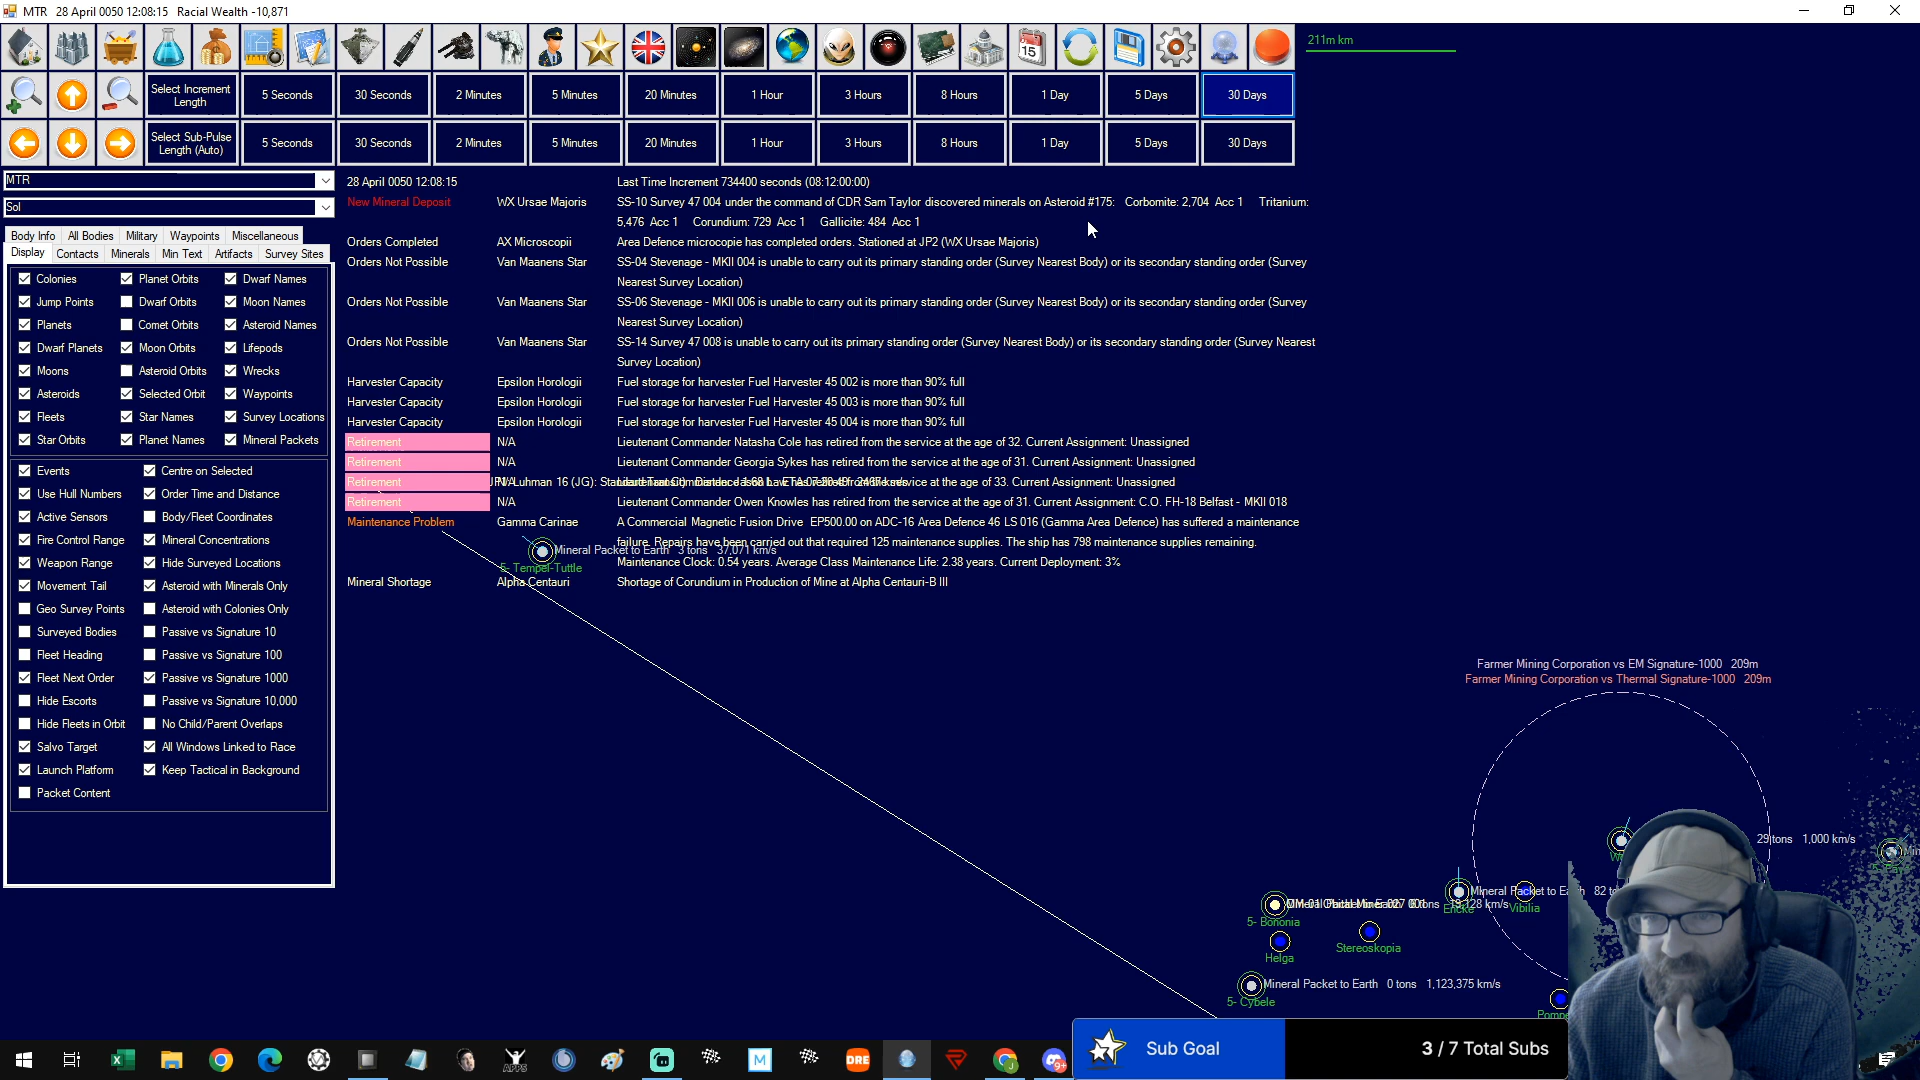 MTR 28 April 0050 12:08:15 Racial Wealth -10,871
211m km
Select Increment Length
5 Seconds
30 Seconds
2 Minutes
5 Minutes
20 Minutes
1 Hour
3 Hours
8 Hours
1 Day
5 Days
30 Days
Select Sub-Pulse Length (Auto)
5 Seconds
30 Seconds
2 Minutes
5 Minutes
20 Minutes
1 Hour
3 Hours
8 Hours
1 Day
5 Days
30 Days
MTR
Sol
Body Info All Bodies Military Waypoints Miscellaneous
Display Contacts Minerals Min Text Artifacts Survey Sites
Colonies Planet Orbits Dwarf Names
Jump Points Dwarf Orbits Moon Names
Planets Comet Orbits Asteroid Names
Dwarf Planets Moon Orbits Lifepods
Moons Asteroid Orbits Wrecks
Asteroids Selected Orbit Waypoints
Fleets Star Names Survey Locations
Star Orbits Planet Names Mineral Packets
Events Centre on Selected
Use Hull Numbers Order Time and Distance
Active Sensors Body/Fleet Coordinates
Fire Control Range Mineral Concentrations
Weapon Range Hide Surveyed Locations
Movement Tail Asteroid with Minerals Only
Geo Survey Points Asteroid with Colonies Only
Surveyed Bodies Passive vs Signature 10
Fleet Heading Passive vs Signature 100
Fleet Next Order Passive vs Signature 1000
Hide Escorts Passive vs Signature 10,000
Hide Fleets in Orbit No Child/Parent Overlaps
Salvo Target All Windows Linked to Race
Launch Platform Keep Tactical in Background
Packet Content
28 April 0050 12:08:15 Last Time Increment 734400 seconds (08:12:00:00)
New Mineral Deposit WX Ursae Majoris SS-10 Survey 47 004 under the command of CDR Sam Taylor discovered minerals on Asteroid #175: Corbomite: 2,704 Acc 1 Tritanium:
5,476 Acc 1 Corundium: 729 Acc 1 Gallicite: 484 Acc 1
Orders Completed AX Microscopii Area Defence microcopie has completed orders. Stationed at JP2 (WX Ursae Majoris)
Orders Not Possible Van Maanens Star SS-04 Stevenage - MKII 004 is unable to carry out its primary standing order (Survey Nearest Body) or its secondary standing order (Survey
Nearest Survey Location)
Orders Not Possible Van Maanens Star SS-06 Stevenage - MKII 006 is unable to carry out its primary standing order (Survey Nearest Body) or its secondary standing order (Survey
Nearest Survey Location)
Orders Not Possible Van Maanens Star SS-14 Survey 47 008 is unable to carry out its primary standing order (Survey Nearest Body) or its secondary standing order (Survey Nearest
Survey Location)
Harvester Capacity Epsilon Horologii Fuel storage for harvester Fuel Harvester 45 002 is more than 90% full
Harvester Capacity Epsilon Horologii Fuel storage for harvester Fuel Harvester 45 003 is more than 90% full
Harvester Capacity Epsilon Horologii Fuel storage for harvester Fuel Harvester 45 004 is more than 90% full
Retirement N/A Lieutenant Commander Natasha Cole has retired from the service at the age of 32. Current Assignment: Unassigned
Retirement N/A Lieutenant Commander Georgia Sykes has retired from the service at the age of 31. Current Assignment: Unassigned
Retirement N/A Luhman 16 (JG): service at the age of 33. Current Assignment: Unassigned
Retirement N/A Lieutenant Commander Owen Knowles has retired from the service at the age of 31. Current Assignment: C.O. FH-18 Belfast - MKII 018
Maintenance Problem Gamma Carinae A Commercial Magnetic Fusion Drive EP500.00 on ADC-16 Area Defence 46 LS 016 (Gamma Area Defence) has suffered a maintenance
failure. Repairs have been carried out that required 125 maintenance supplies. The ship has 798 maintenance supplies remaining.
Mineral Packet to Earth 3 tons 37,071 km/s
Maintenance Clock: 0.54 years. Average Class Maintenance Life: 2.38 years. Current Deployment: 3%
5- Tempel-Tuttle
Mineral Shortage Alpha Centauri Shortage of Corundium in Production of Mine at Alpha Centauri-B III
Farmer Mining Corporation vs EM Signature-1000 209m
Farmer Mining Corporation vs Thermal Signature-1000 209m
29 tons 1,000 km/s
Mineral Packet to 82
Encke
Vibilia
19,128 km/s
5- Bononia
Helga
Stereoskopia
Mineral Packet to Earth 0 tons 1,123,375 km/s
5- Cybele
Sub Goal
3 / 7 Total Subs
APPS
DRE